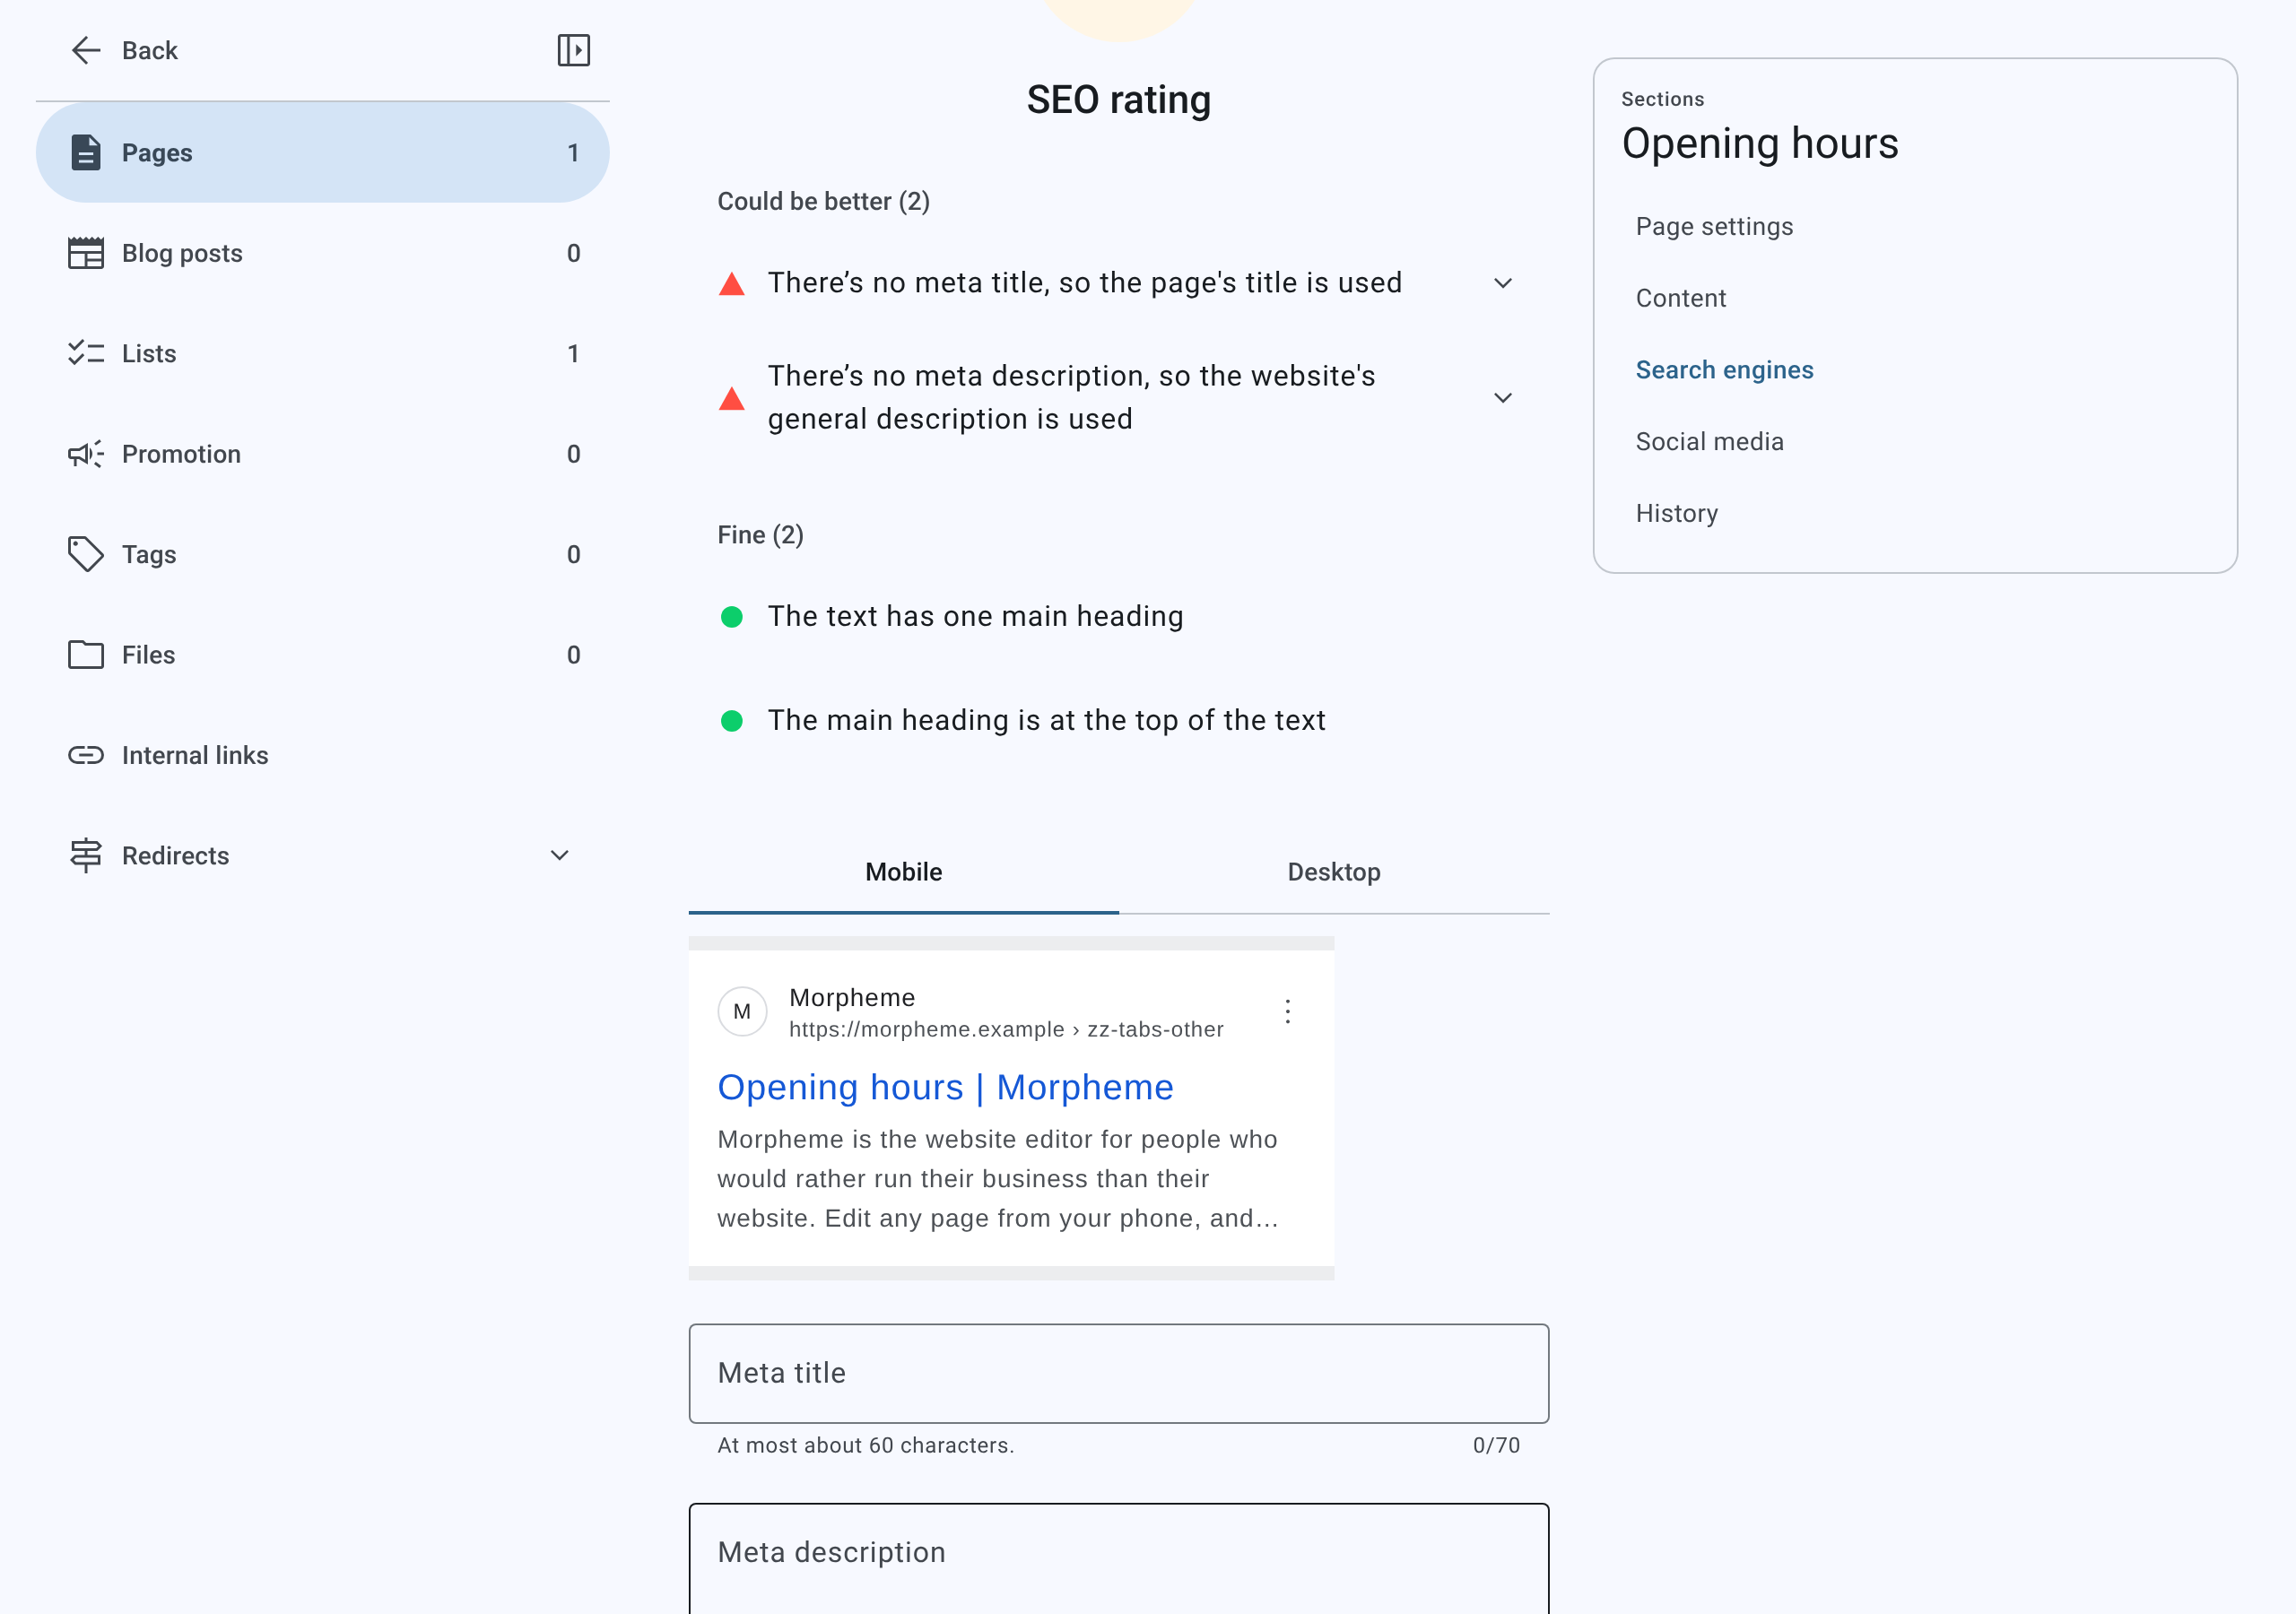 Back
Pages 1
Blog posts 0
Lists 1
Promotion 0
Tags 0
Files 0
Internal links
Redirects
SEO rating
Could be better (2)
There’s no meta title, so the page's title is used
There’s no meta description, so the website's
general description is used
Fine (2)
The text has one main heading
The main heading is at the top of the text
Mobile Desktop
M
Morpheme
https://morpheme.example › zz-tabs-other
Opening hours | Morpheme
Morpheme is the website editor for people who
would rather run their business than their
website. Edit any page from your phone, and…
Meta title
At most about 60 characters. 0/70
Meta description
Sections
Opening hours
Page settings
Content
Search engines
Social media
History